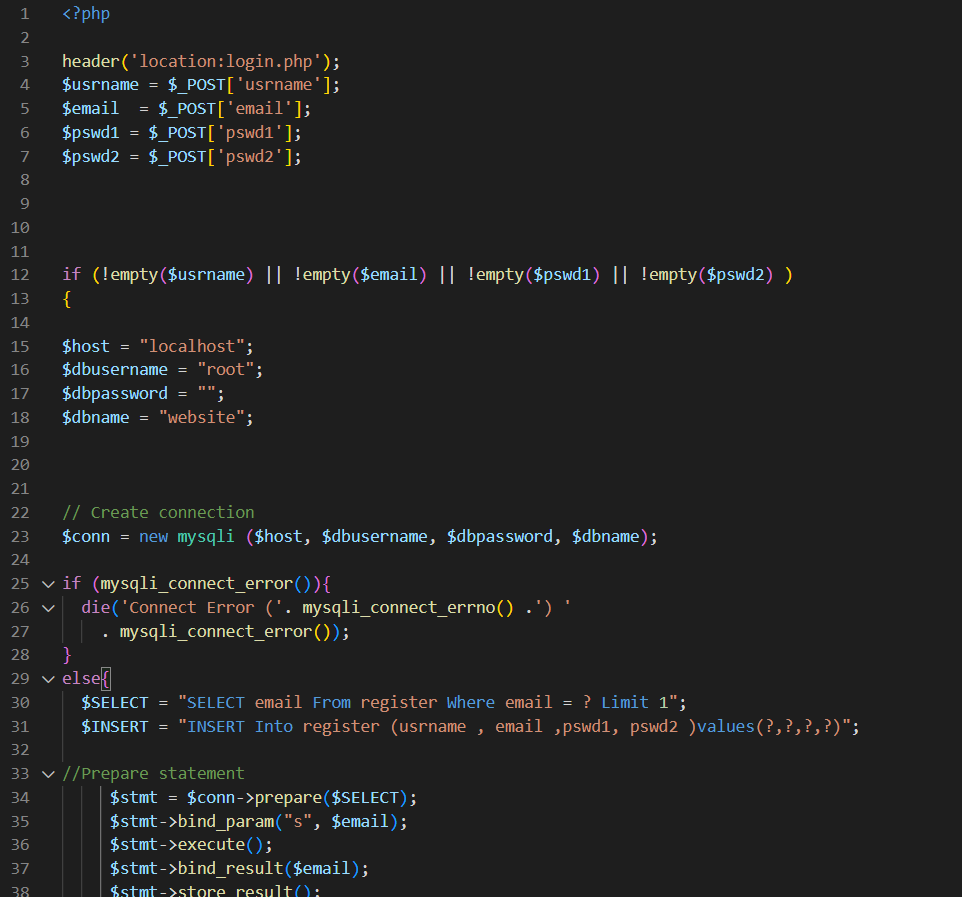 1 <?php
2
3 header('location:login.php');
4 $usrname = $_POST['usrname'];
5 $email  = $_POST['email'];
6 $pswd1 = $_POST['pswd1'];
7 $pswd2 = $_POST['pswd2'];
8
9
10
11
12 if (!empty($usrname) || !empty($email) || !empty($pswd1) || !empty($pswd2) )
13 {
14
15 $host = "localhost";
16 $dbusername = "root";
17 $dbpassword = "";
18 $dbname = "website";
19
20
21
22 // Create connection
23 $conn = new mysqli ($host, $dbusername, $dbpassword, $dbname);
24
25 if (mysqli_connect_error()){
26   die('Connect Error ('. mysqli_connect_errno() .') '
27     . mysqli_connect_error());
28 }
29 else{
30   $SELECT = "SELECT email From register Where email = ? Limit 1";
31   $INSERT = "INSERT Into register (usrname , email ,pswd1, pswd2 )values(?,?,?,?)";
32
33 //Prepare statement
34      $stmt = $conn->prepare($SELECT);
35      $stmt->bind_param("s", $email);
36      $stmt->execute();
37      $stmt->bind_result($email);
38      $stmt->store_result();